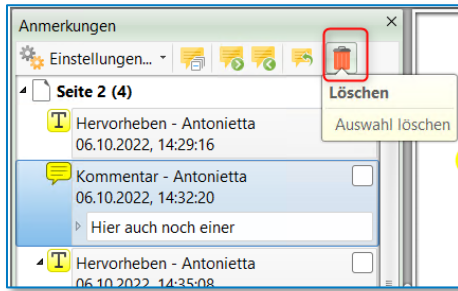 Anmerkungen
Einstellungen...
Seite 2 (4)
Löschen
Auswahl löschen
Hervorheben - Antonietta
06.10.2022, 14:29:16
Kommentar - Antonietta
06.10.2022, 14:32:20
Hier auch noch einer
Hervorheben - Antonietta
06.10.2022, 14:35:08